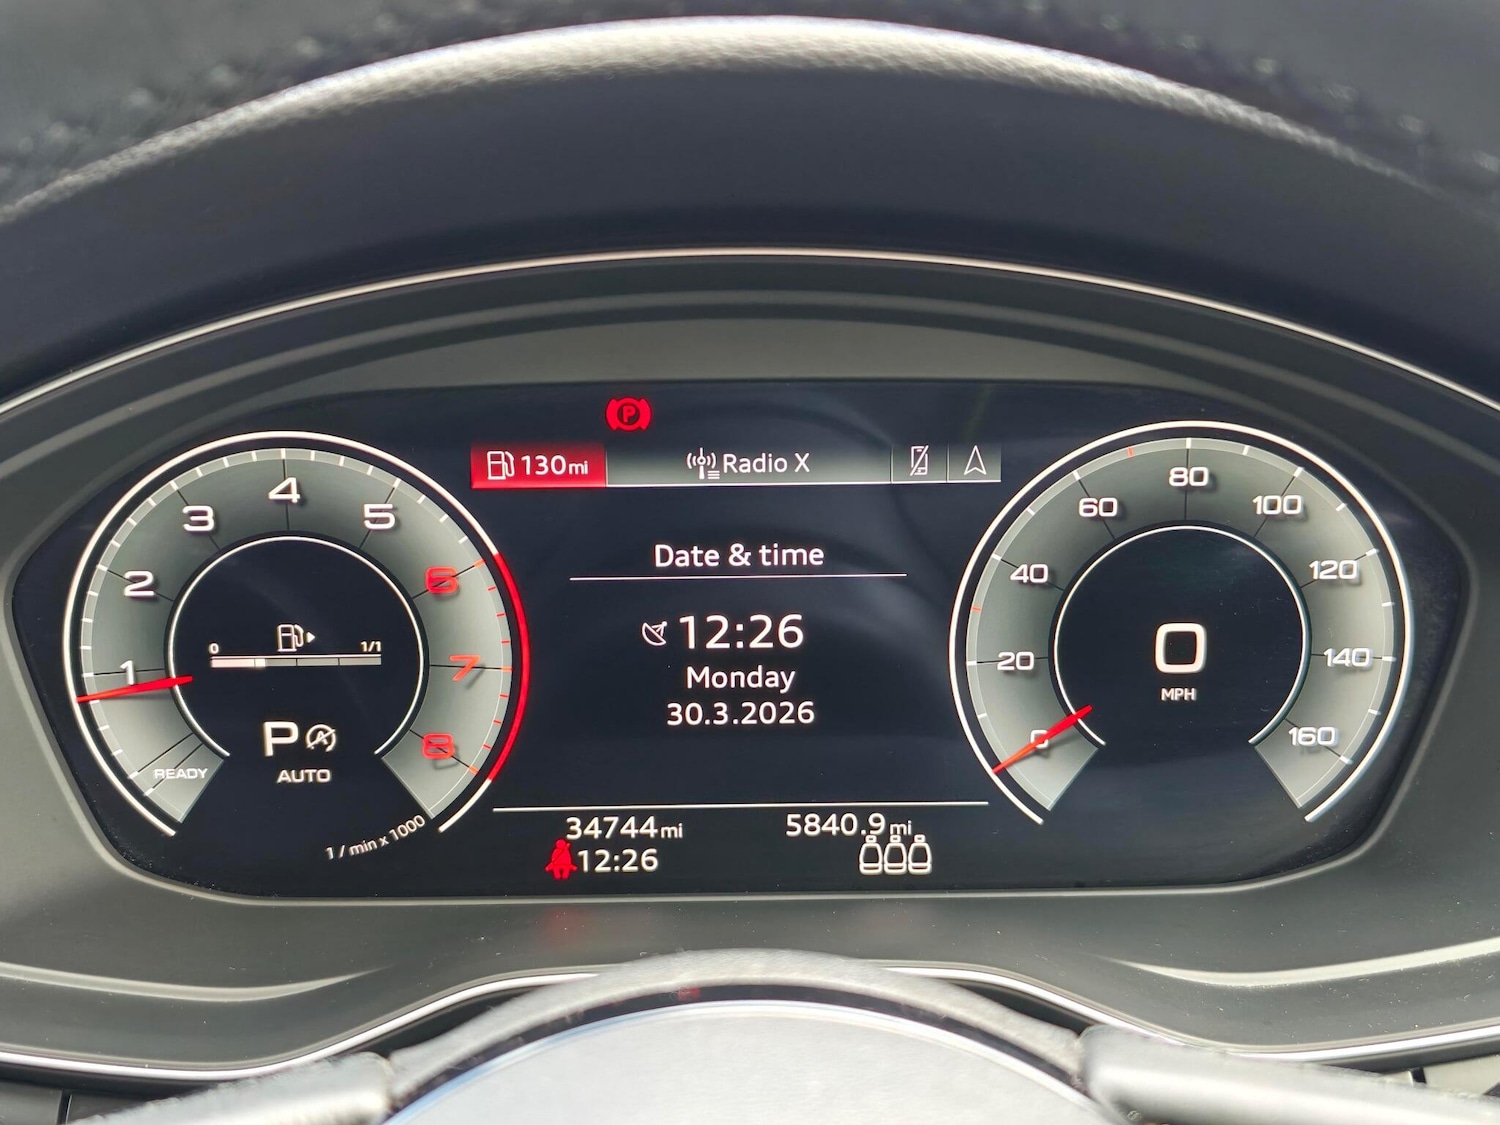 P
130mi
Radio X
Date & time
12:26
Monday
30.3.2026
34744mi
5840.9mi
12:26
1
2
3
4
5
6
7
8
READY
0
1/1
P A
AUTO
1 / min x 1000
0
20
40
60
80
100
120
140
160
0
MPH